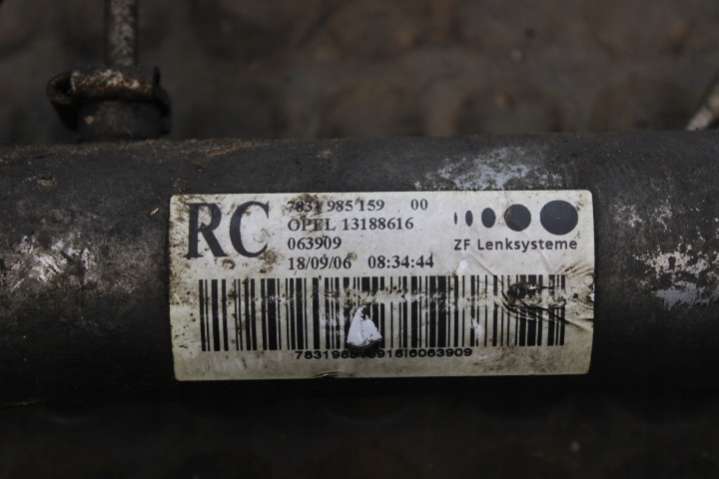 RC
7831 985 159 00
OPEL 13188616
063909
18/09/06 08:34:44
ZF Lenksysteme